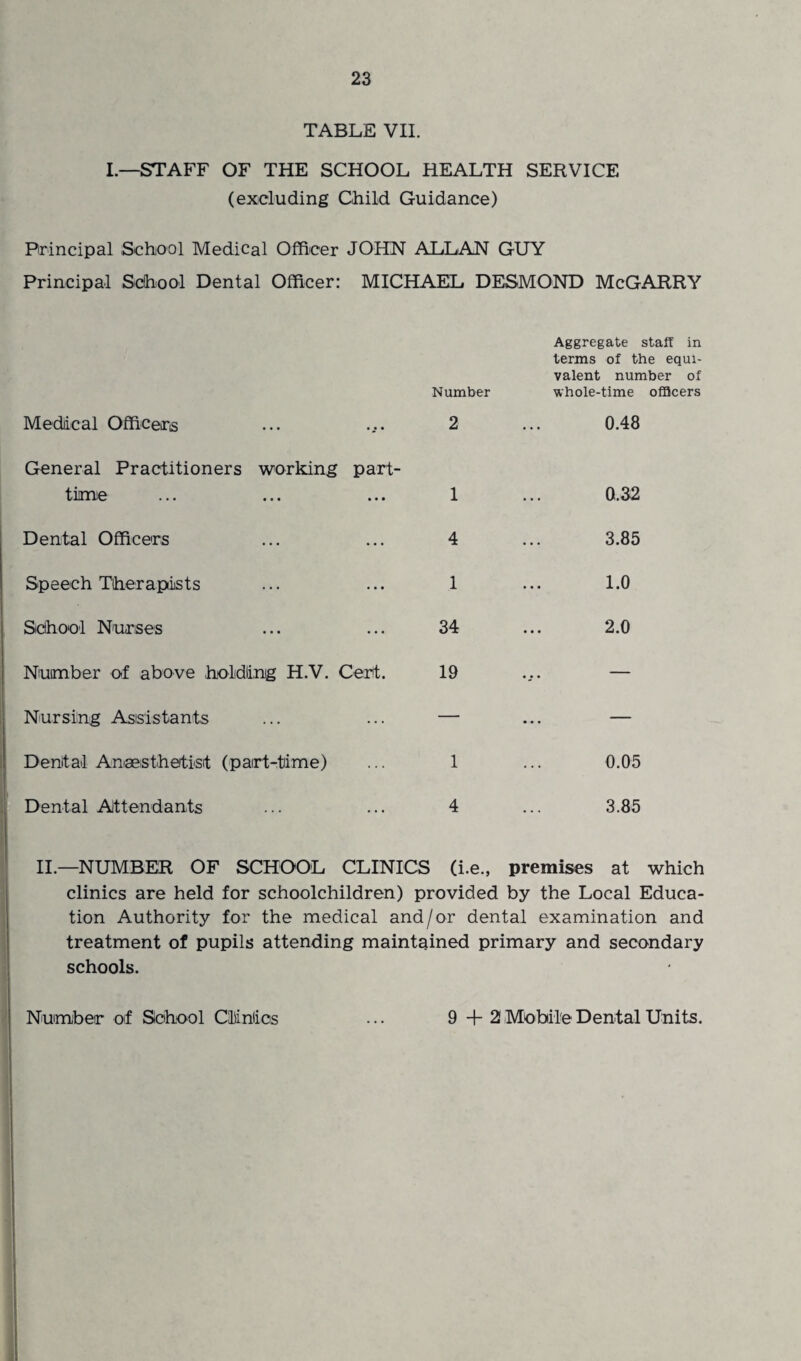 23
TABLE VII.
I.—STAFF OF THE SCHOOL HEALTH SERVICE
(excluding Child Guidance)
Principal School Medical Officer JOHN ALLAN GUY
Principal School Dental Officer: MICHAEL DESMOND McGARRY
Number
Aggregate staff in
terms of the equi-
valent number of
whole-time officers
Medical Officers ... ... 2 ... 0.48
General Practitioners working part-
time ... ... ... 1 ... 0.32
Dental Officers ... ... 4 ... 3.85
Speech Therapists ... ... 1 ... 1.0
School Nurses ... ... 34 ... 2.0
Number of above holding H.V. Cert. 19 ... —
Nursing Assistants ... ... — ... —
Dental Anæsthetist (part-time) ... 1 ... 0.05
Dental Attendants ... ... 4 ... 3.85
II.—NUMBER OF SCHOOL CLINICS (i.e., premises at which
clinics are held for schoolchildren) provided by the Local Educa-
tion Authority for the medical and/or dental examination and
treatment of pupils attending maintained primary and secondary
schools.
Number of School Clinics ... 9 + 2 Mobile Dental Units.